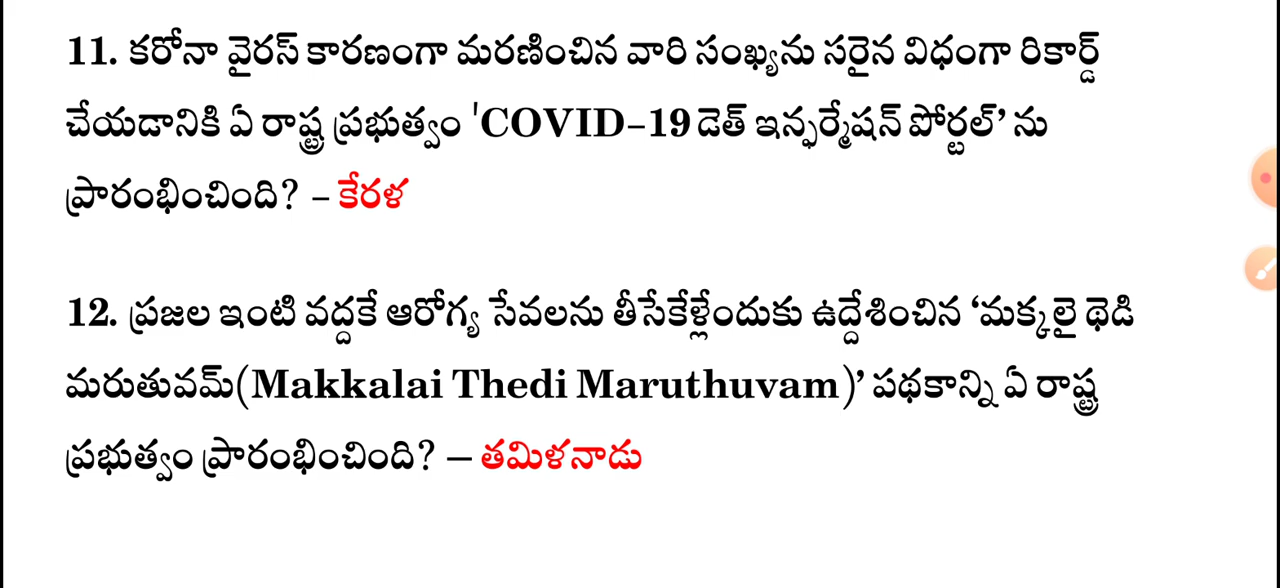 11. కరోనా వైరస్ కారణంగా మరణించిన వారి సంఖ్యను సరైన విధంగా రికార్డ్
చేయడానికి ఏ రాష్ట్ర ప్రభుత్వం 'COVID-19 డెత్ ఇన్ఫర్మేషన్ పోర్టల్’ ను
ప్రారంభించింది? – కేరళ
12. ప్రజల ఇంటి వద్దకే ఆరోగ్య సేవలను తీసేకేళ్లేందుకు ఉద్దేశించిన ‘మక్కలై థెడి
మరుతువమ్(Makkalai Thedi Maruthuvam)’ పథకాన్ని ఏ రాష్ట్ర
ప్రభుత్వం ప్రారంభించింది? – తమిళనాడు